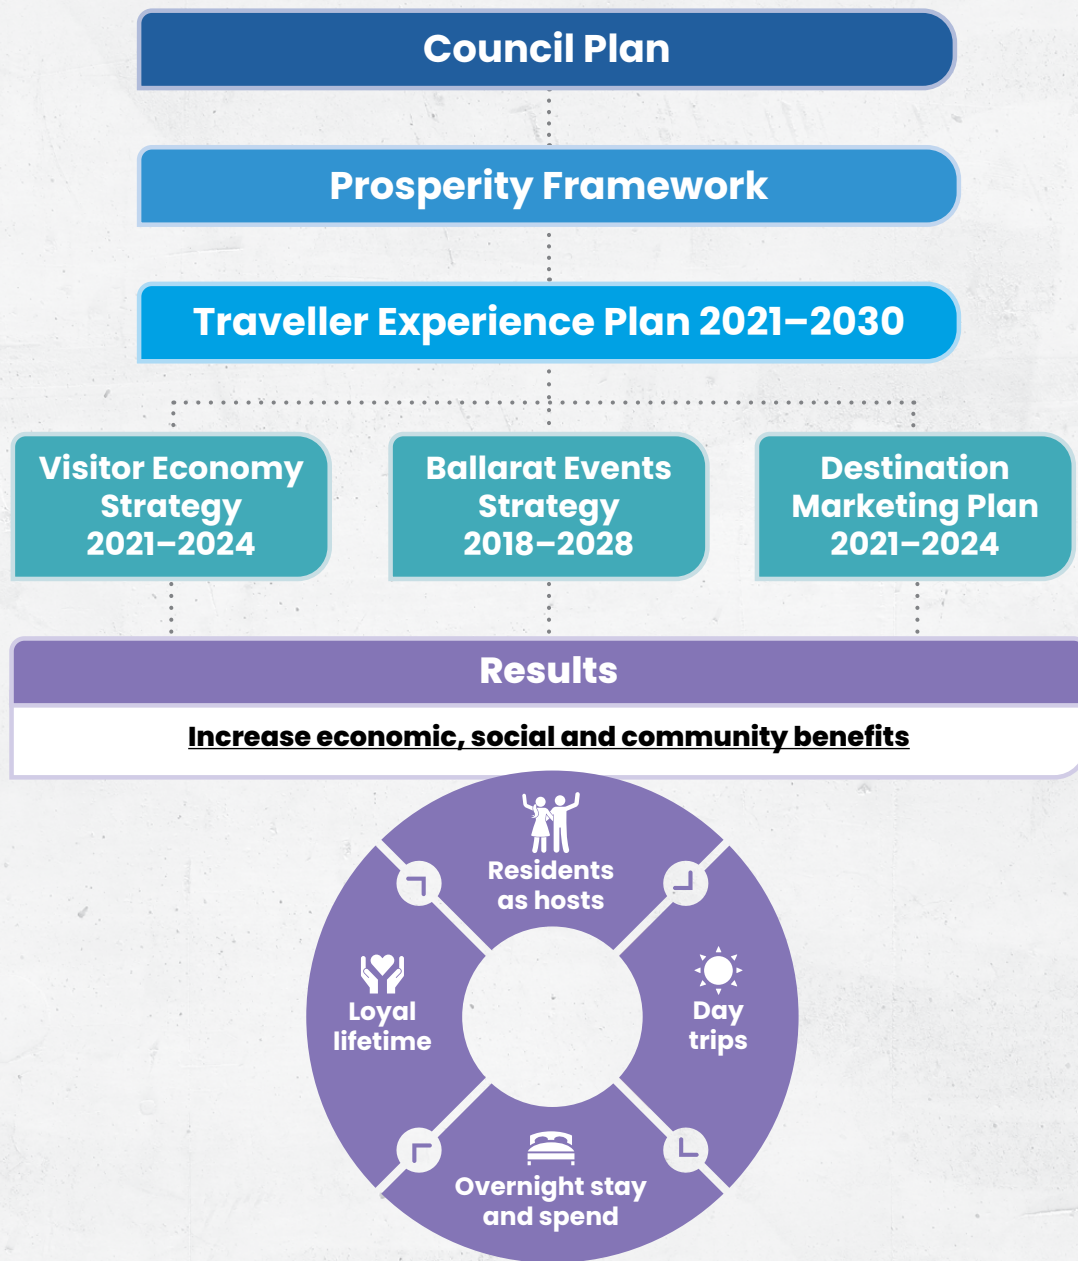 Council Plan
Prosperity Framework
Traveller Experience Plan 2021–2030
Visitor Economy
Strategy
2021–2024
Ballarat Events
Strategy
2018–2028
Destination
Marketing Plan
2021–2024
Results
Increase economic, social and community benefits
Residents
as hosts
Loyal
lifetime
Day
trips
Overnight stay
and spend